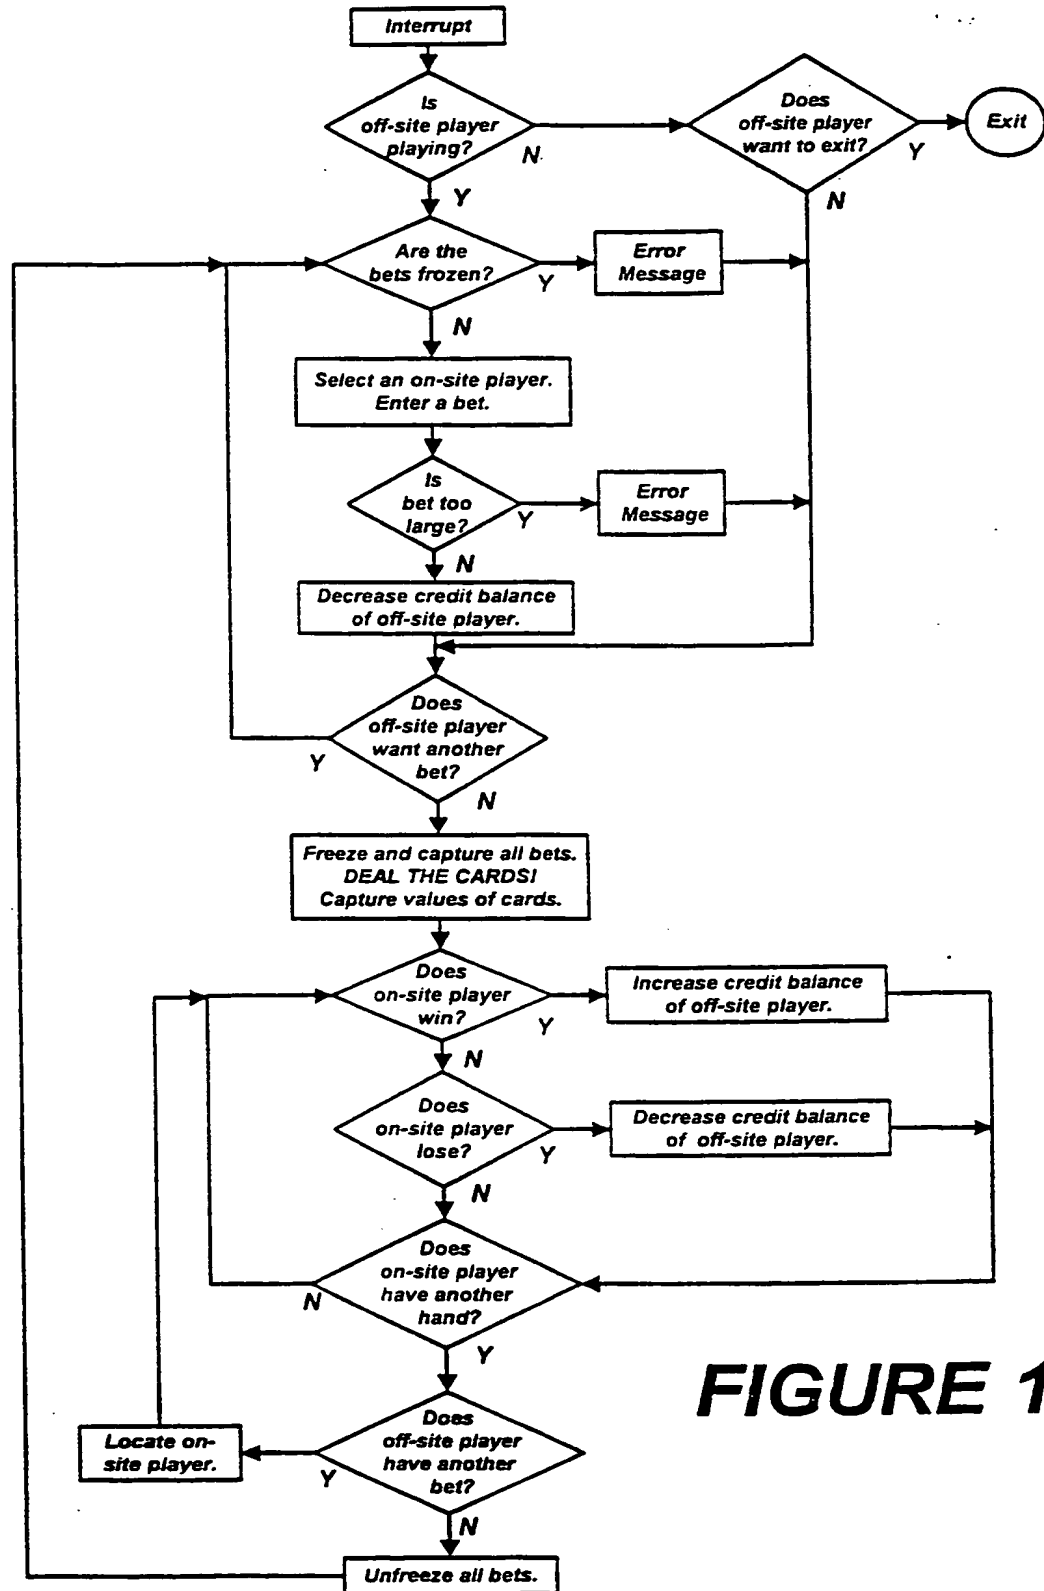 Interrupt
Is
off-site player
playing?
N
Y
Does
off-site player
want to exit?
Y
N
Exit
Are the
bets frozen?
Y
N
Error
Message
Select an on-site player.
Enter a bet.
Is
bet too
large?
Y
N
Error
Message
Decrease credit balance
of off-site player.
Does
off-site player
want another
bet?
Y
N
Freeze and capture all bets.
DEAL THE CARDS!
Capture values of cards.
Does
on-site player
win?
Y
N
Increase credit balance
of off-site player.
Does
on-site player
lose?
Y
N
Decrease credit balance
of off-site player.
Does
on-site player
have another
hand?
N
Y
Does
off-site player
have another
bet?
Y
N
Locate on-
site player.
Unfreeze all bets.
FIGURE 1